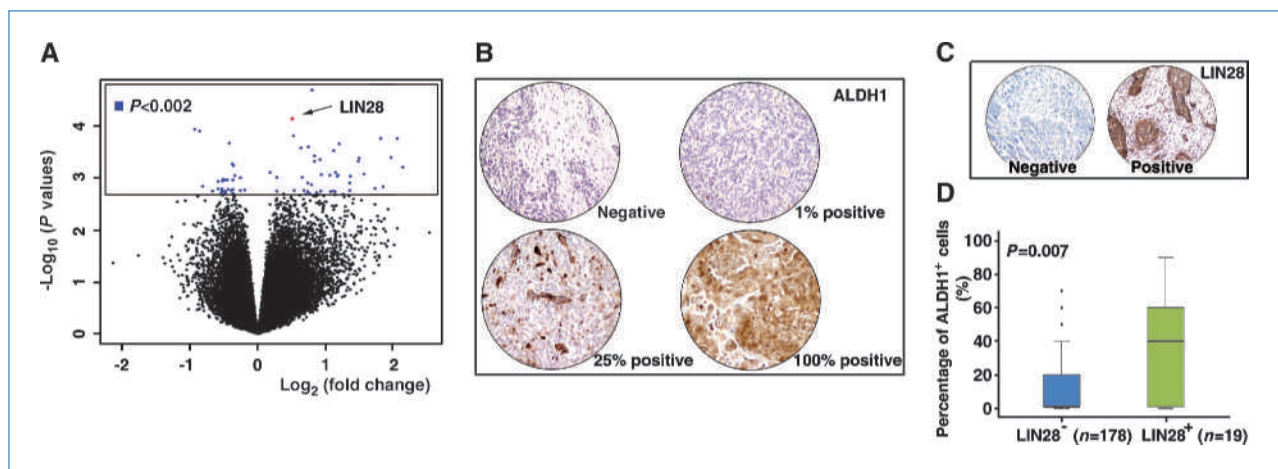 A
P<0.002
LIN28
-Log10 (P values)
4
3
2
1
0
-2
-1
0
1
2
Log2 (fold change)
B
ALDH1
Negative
1% positive
25% positive
100% positive
C
LIN28
Negative
Positive
D
P=0.007
Percentage of ALDH1+ cells
(%)
100
80
60
40
20
0
LIN28- (n=178)
LIN28+ (n=19)